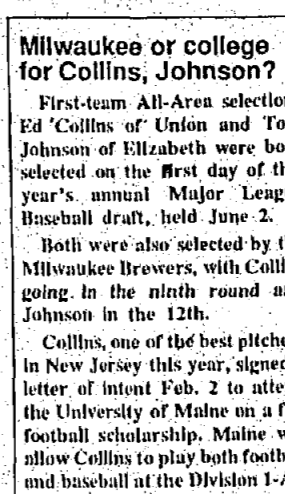 Milwaukee or college
for Collins, Johnson?
First-team All-Area selectio
Ed Collins of Union and To
Johnson of Elizabeth were bo
selected on the first day of th
year's annual Major Leag
Baseball draft, held June 2.
Both were also selected by t
Milwaukee Brewers, with Colli
going in the ninth round a
Johnson in the 12th.
Collins, one of the best pitche
in New Jersey this year, signe
letter of intent Feb. 2 to atte
the University of Maine on a f
football scholarship. Maine w
allow Collins to play both footb
and baseball at the Division 1-A